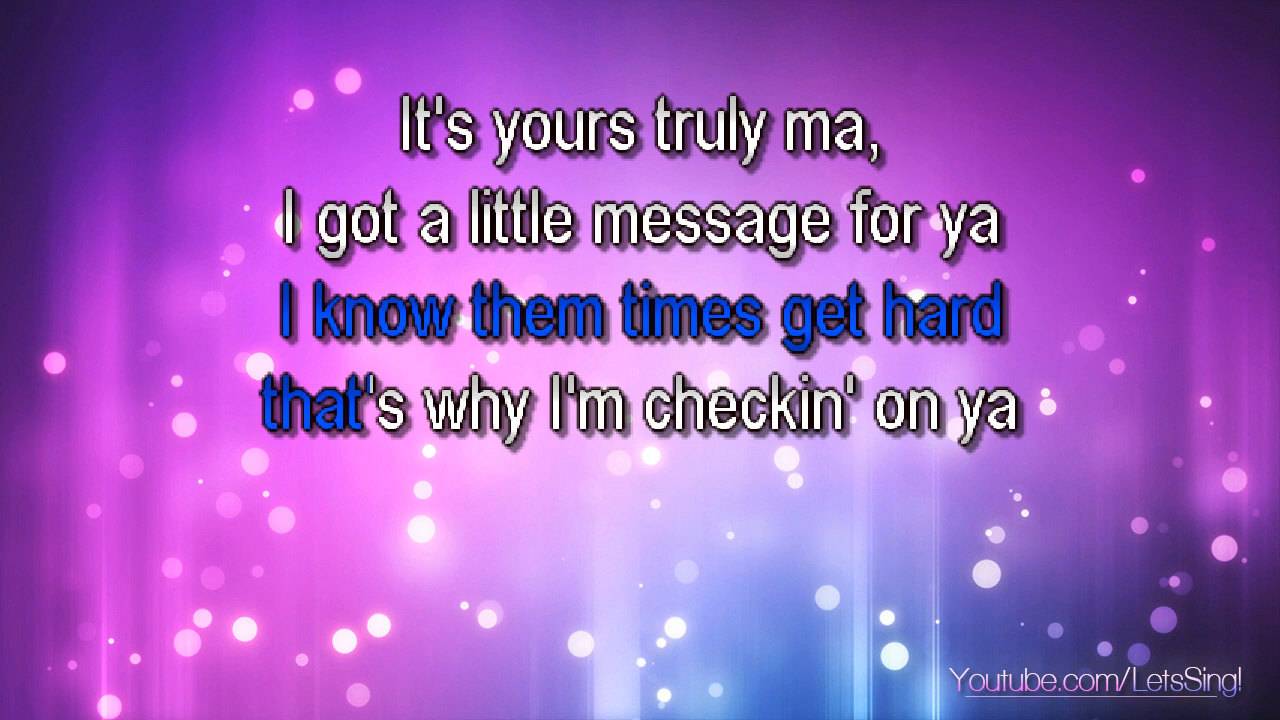 It's yours truly ma,
I got a little message for ya
I know them times get hard
that's why I'm checkin' on ya
Youtube.com/LetsSing!